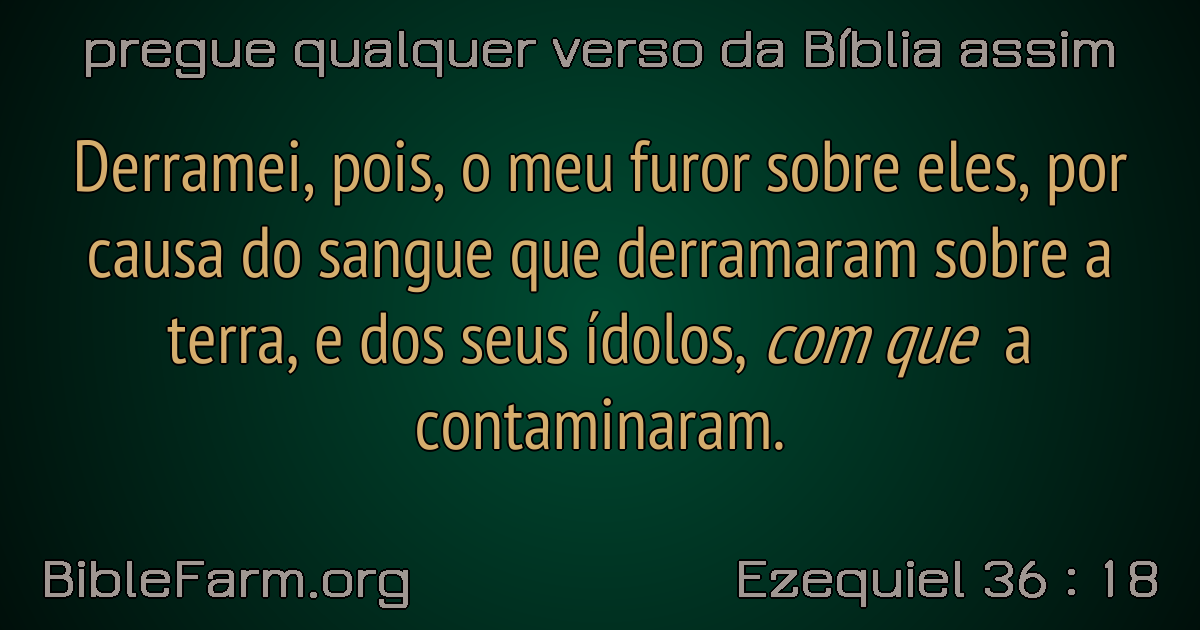 pregue qualquer verso da Bíblia assim
Derramei, pois, o meu furor sobre eles, por
causa do sangue que derramaram sobre a
terra, e dos seus ídolos, com que a
contaminaram.
BibleFarm.org
Ezequiel 36 : 18